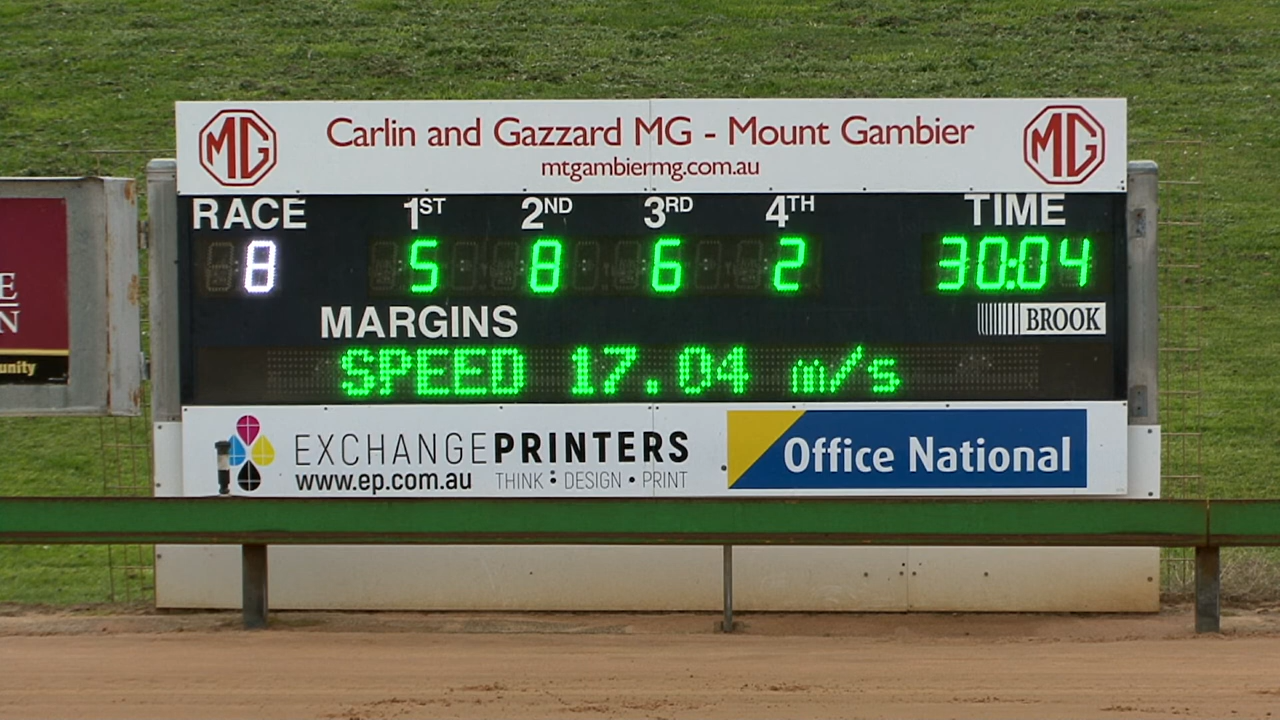 MG Carlin and Gazzard MG - Mount Gambier MG
mtgambiermg.com.au
RACE 1ST 2ND 3RD 4TH TIME
8 5 8 6 2 30:04
MARGINS BROOK
SPEED 17.04 m/s
EXCHANGEPRINTERS
www.ep.com.au THINK : DESIGN • PRINT
Office National
E
N
unity